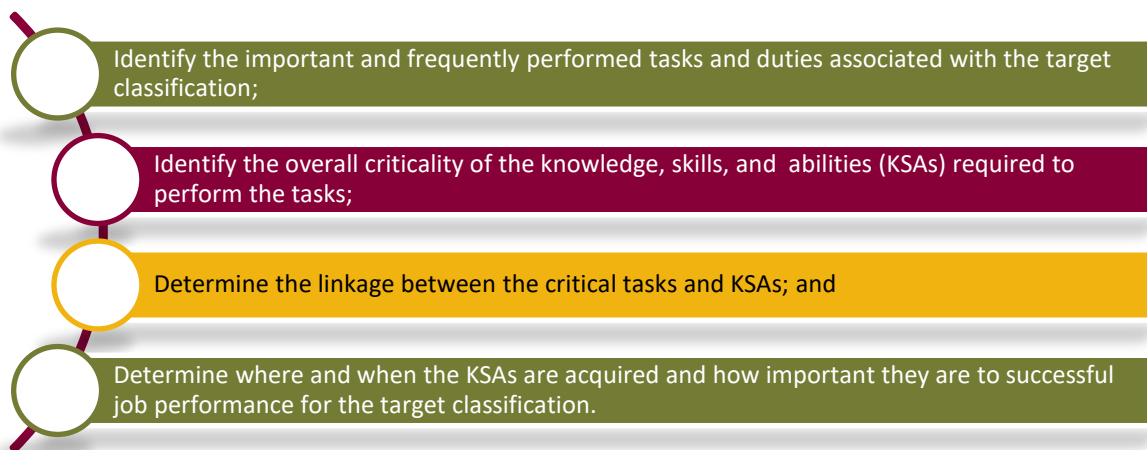 Identify the important and frequently performed tasks and duties associated with the target
classification;
Identify the overall criticality of the knowledge, skills, and  abilities (KSAs) required to
perform the tasks;
Determine the linkage between the critical tasks and KSAs; and
Determine where and when the KSAs are acquired and how important they are to successful
job performance for the target classification.